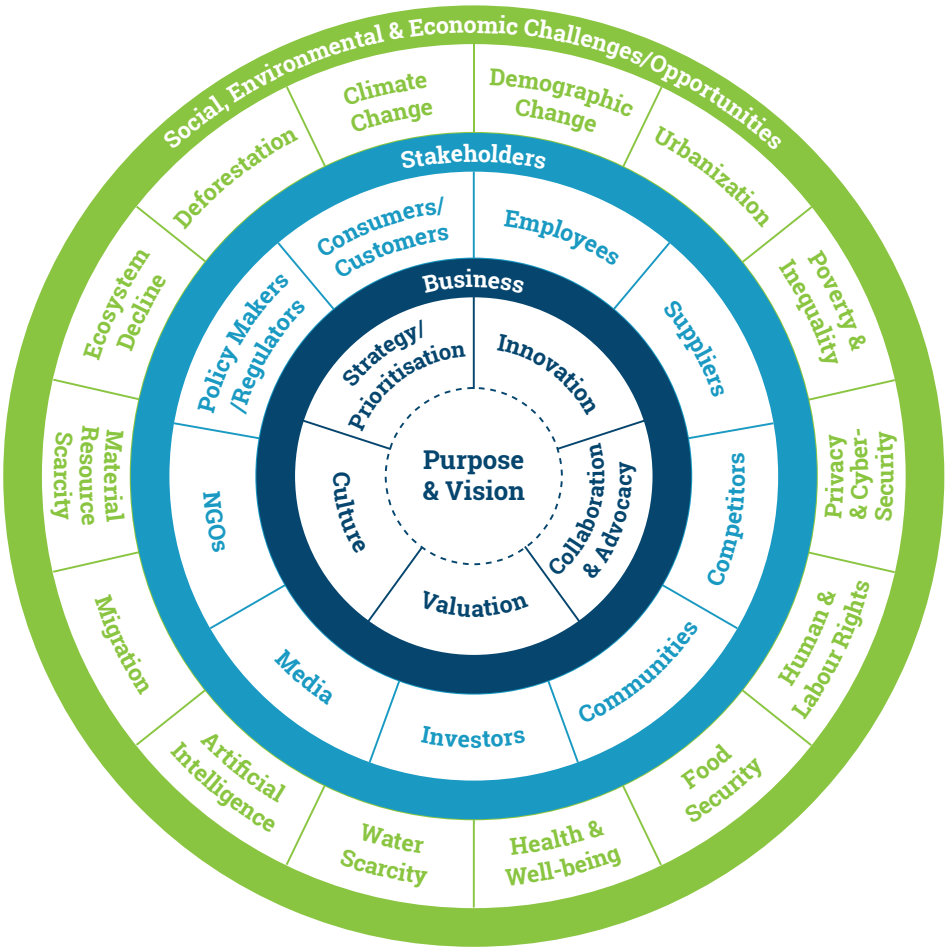 Social, Environmental & Economic Challenges/Opportunities
Climate
Change
Demographic
Change
Urbanization
Poverty &
Inequality
Privacy
& Cyber-
Security
Human &
Labour Rights
Food
Security
Health &
Well-being
Water
Scarcity
Artificial
Intelligence
Migration
Material
Resource
Scarcity
Ecosystem
Decline
Deforestation
Stakeholders
Consumers/
Customers
Employees
Suppliers
Competitors
Communities
Investors
Media
NGOs
Policy Makers
/Regulators
Business
Strategy/
Prioritisation
Innovation
Collaboration
& Advocacy
Valuation
Culture
Purpose
& Vision